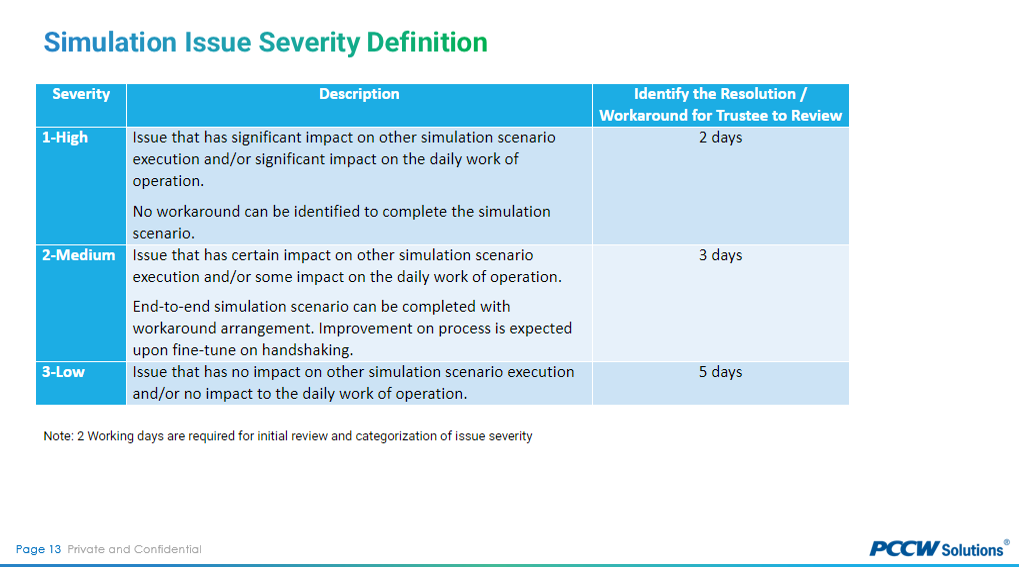 Simulation Issue Severity Definition
Severity
Description
Identify the Resolution /
Workaround for Trustee to Review
1-High
Issue that has significant impact on other simulation scenario
execution and/or significant impact on the daily work of
operation.
No workaround can be identified to complete the simulation
scenario.
2 days
2-Medium
Issue that has certain impact on other simulation scenario
execution and/or some impact on the daily work of operation.
End-to-end simulation scenario can be completed with
workaround arrangement. Improvement on process is expected
upon fine-tune on handshaking.
3 days
3-Low
Issue that has no impact on other simulation scenario execution
and/or no impact to the daily work of operation.
5 days
Note: 2 Working days are required for initial review and categorization of issue severity
Page 13 Private and Confidential
PCCW Solutions®